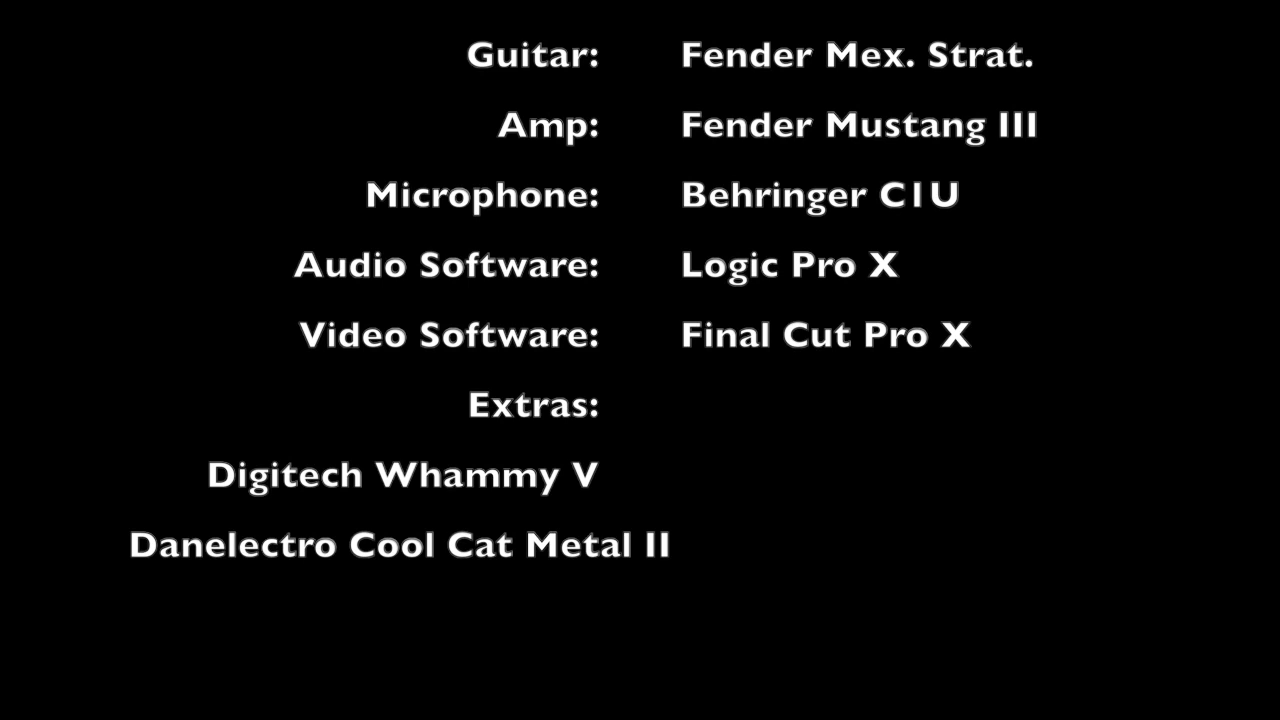 Guitar: Fender Mex. Strat.
Amp: Fender Mustang III
Microphone: Behringer C1U
Audio Software: Logic Pro X
Video Software: Final Cut Pro X
Extras:
Digitech Whammy V
Danelectro Cool Cat Metal II